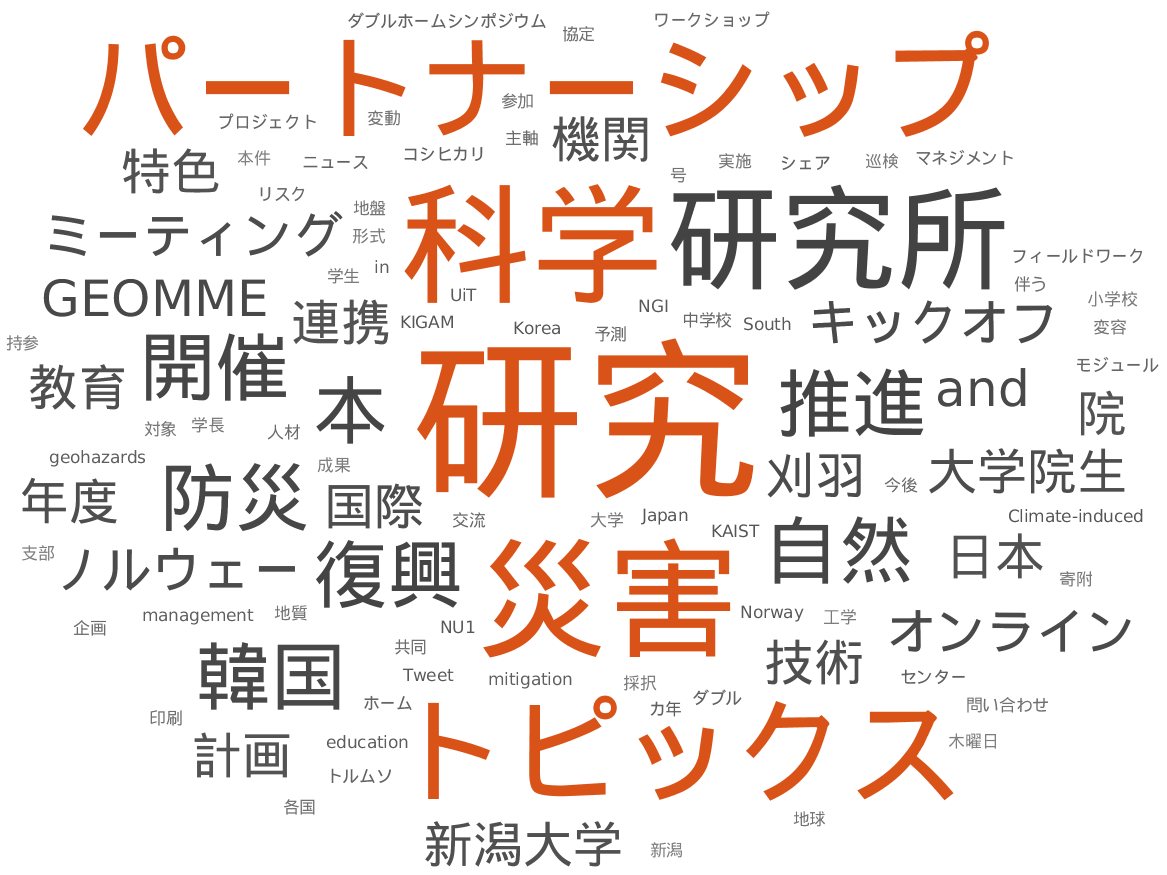 ダブルホームシンポジウム
ワークショップ
協定
パートナーシップ
プロジェクト
変動
参加
主軸
機関
特色
本件
ニュース
コシヒカリ
号
実施
シェア
巡検
マネジメント
リスク
地盤
科学
研究所
ミーティング
形式
学生
in
フィールドワーク
伴う
GEOMME
連携
UiT
KIGAM
Korea
NGI
予測
中学校
South
キックオフ
小学校
変容
持参
教育
開催
本
研究
推進
and
モジュール
院
対象
学長
人材
geohazards
成果
年度
防災
国際
刈羽
今後
大学院生
交流
大学
Japan
KAIST
Climate-induced
支部
ノルウェー
復興
災害
自然
日本
寄附
management
地質
企画
NU1
Norway
工学
オンライン
韓国
共同
Tweet
mitigation
採択
技術
センター
印刷
ホーム
カ年
ダブル
問い合わせ
計画
education
トピックス
木曜日
トルムソ
各国
地球
新潟大学
新潟